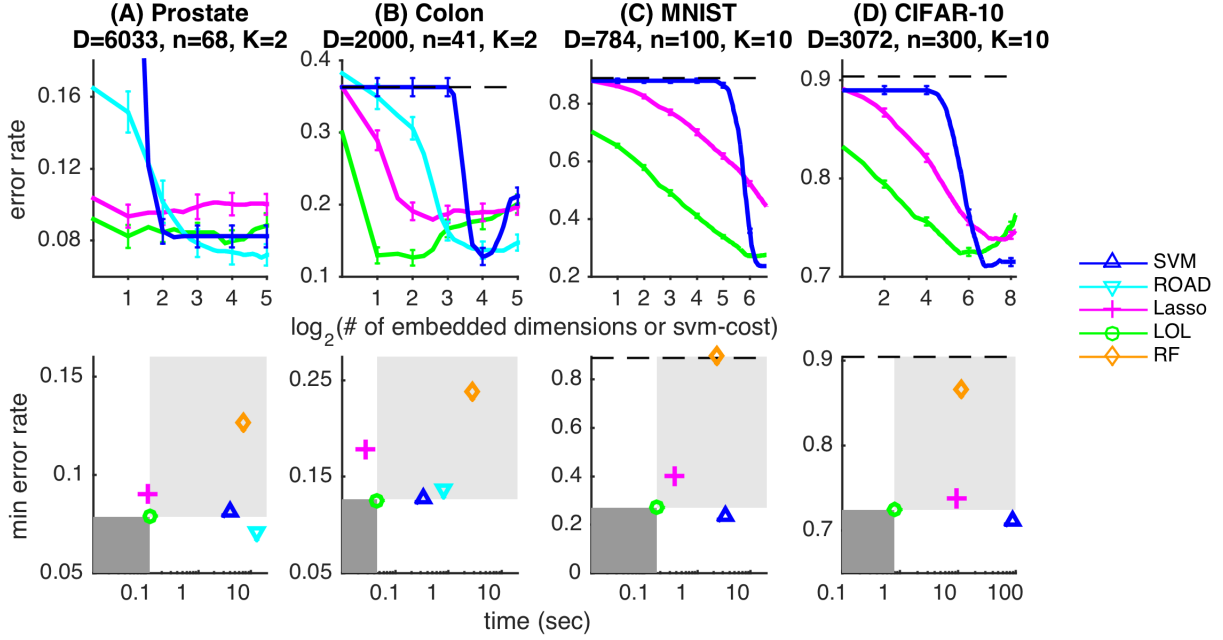 (A) Prostate
D=6033, n=68, K=2
(B) Colon
D=2000, n=41, K=2
(C) MNIST
D=784, n=100, K=10
(D) CIFAR-10
D=3072, n=300, K=10
error rate
0.16
0.12
0.08
1 2 3 4 5
0.4
0.3
0.2
0.1
1 2 3 4 5
0.8
0.6
0.4
0.2
1 2 3 4 5 6
0.9
0.8
0.7
2 4 6 8
log2(# of embedded dimensions or svm-cost)
SVM
ROAD
Lasso
LOL
RF
min error rate
0.15
0.1
0.05
0.1 1 10
0.25
0.15
0.05
0.1 1 10
0.8
0.6
0.4
0.2
0
0.1 1 10
0.9
0.8
0.7
0.1 1 10 100
time (sec)